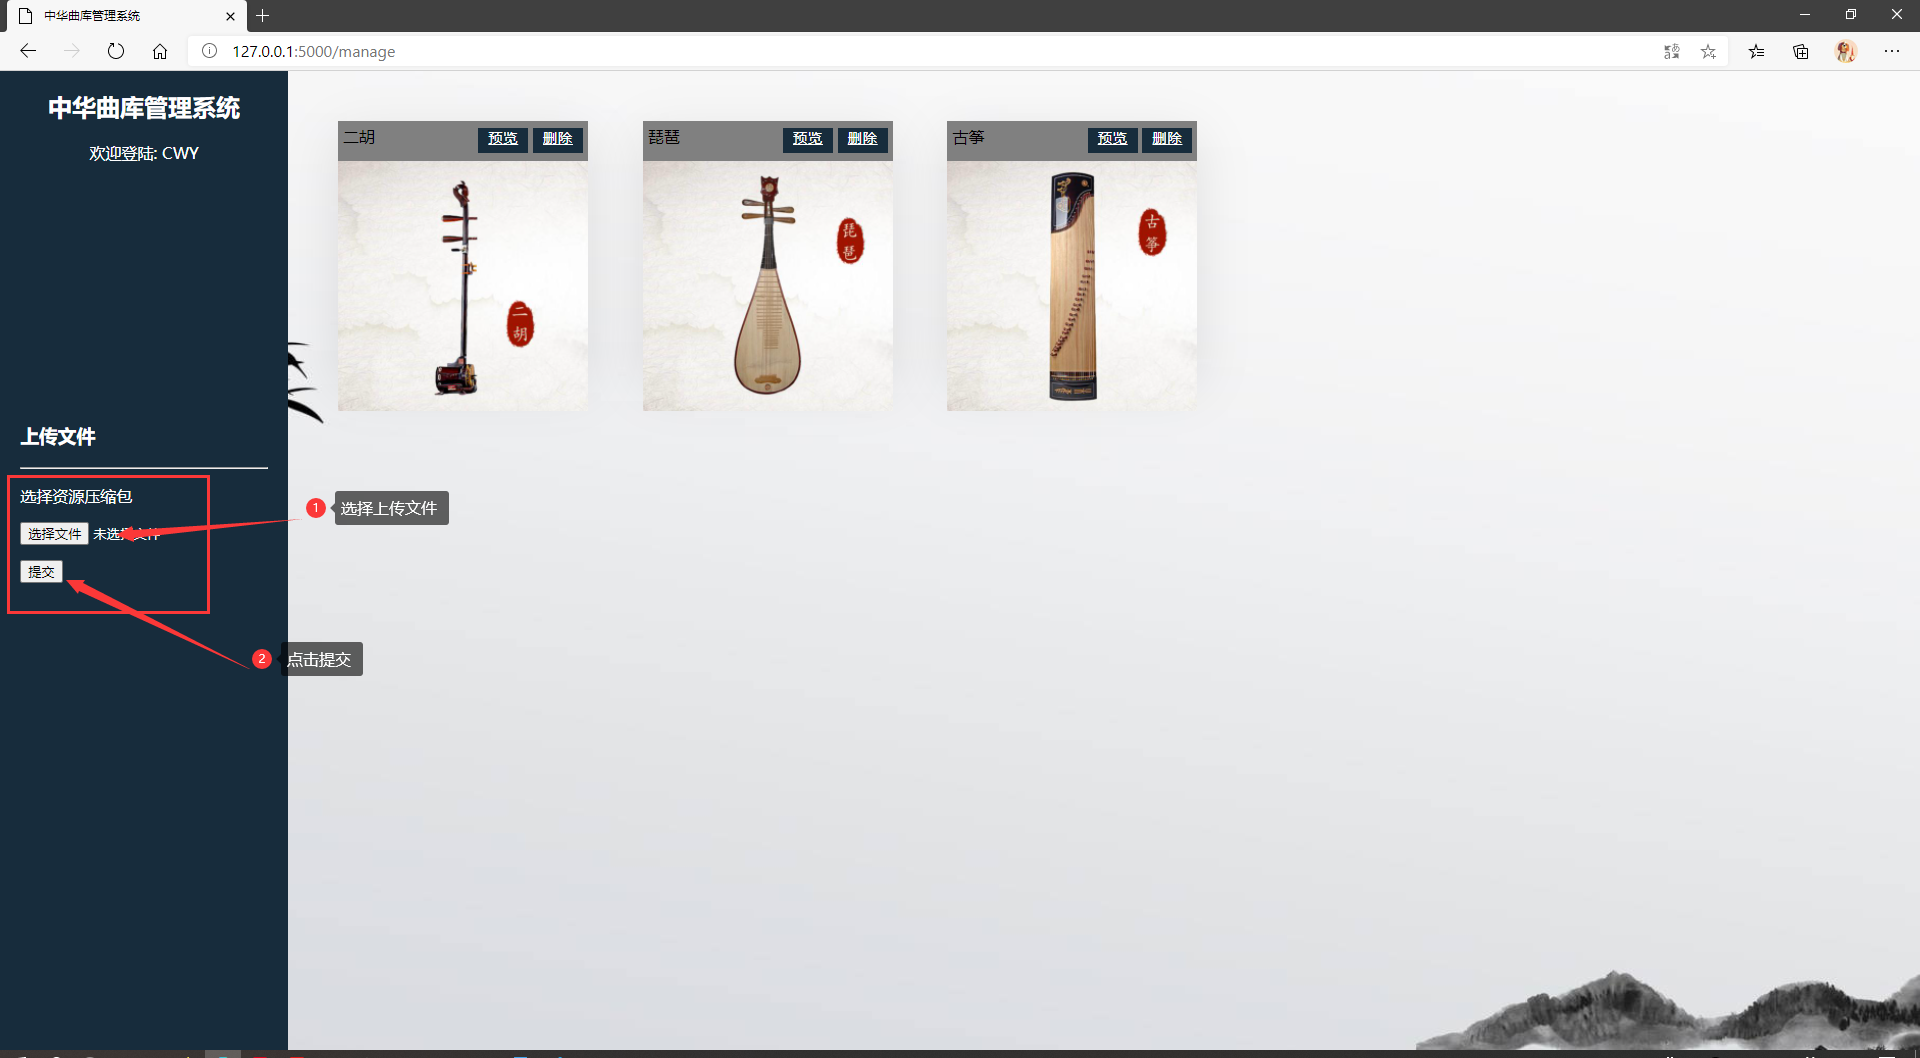 中华曲库管理系统
127.0.0.1:5000/manage
中华曲库管理系统
欢迎登陆: CWY
二胡 预览 删除
琵琶 预览 删除
古筝 预览 删除
二胡
琵琶
古筝
上传文件
选择资源压缩包
选择文件 未选择文件
提交
1 选择上传文件
2 点击提交